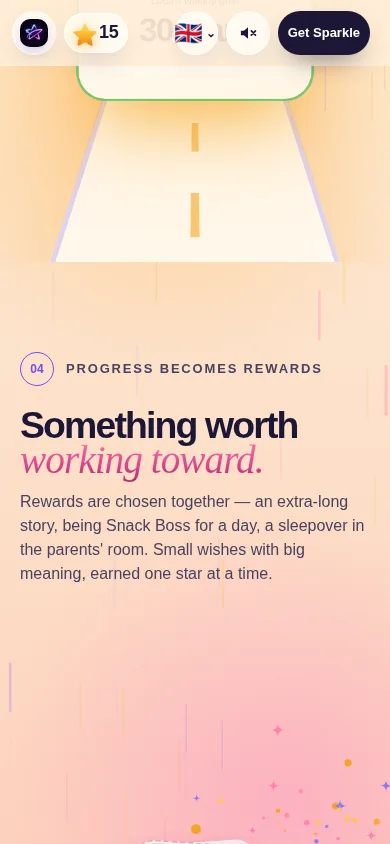 15
Get Sparkle
04
PROGRESS BECOMES REWARDS
Something worth
working toward.
Rewards are chosen together — an extra-long
story, being Snack Boss for a day, a sleepover in
the parents' room. Small wishes with big
meaning, earned one star at a time.